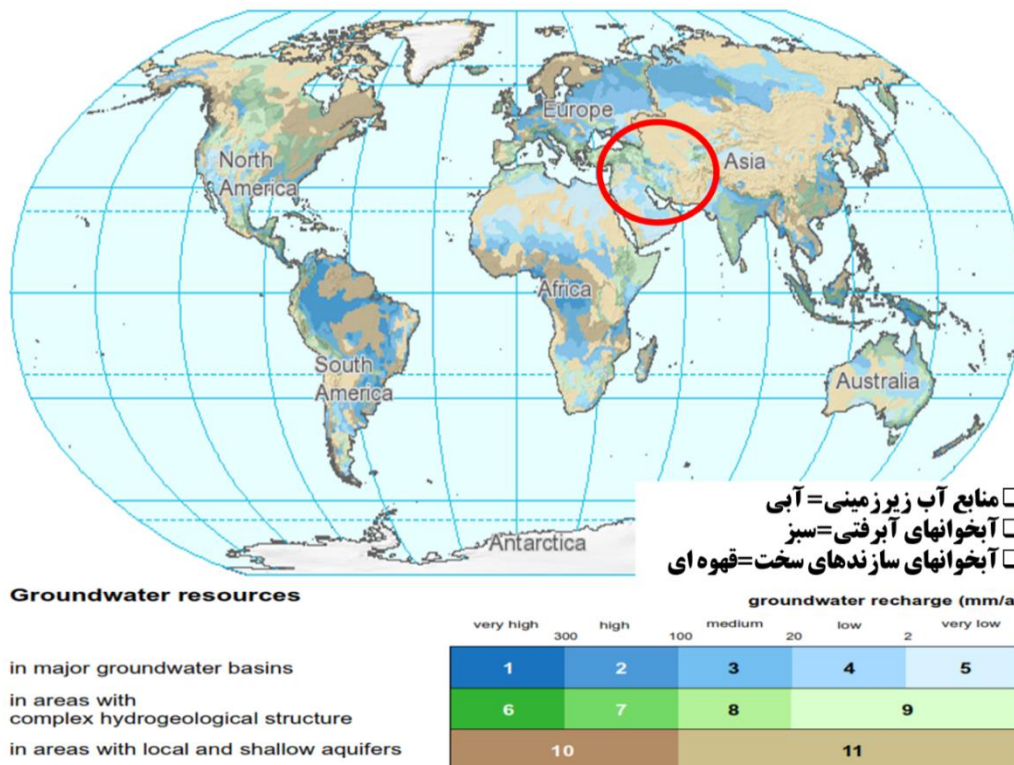 Europe
North
America
Asia
Africa
South
America
Australia
Antarctica
□منابع آب زیرزمینی=آبی
□آبخوانهای آبرفتی=سبز
□آبخوانهای سازندهای سخت=قهوه ای
Groundwater resources
groundwater recharge (mm/a
very high 300 high 100 medium 20 low 2 very low
in major groundwater basins 1 2 3 4 5
in areas with
complex hydrogeological structure 6 7 8 9
in areas with local and shallow aquifers 10 11